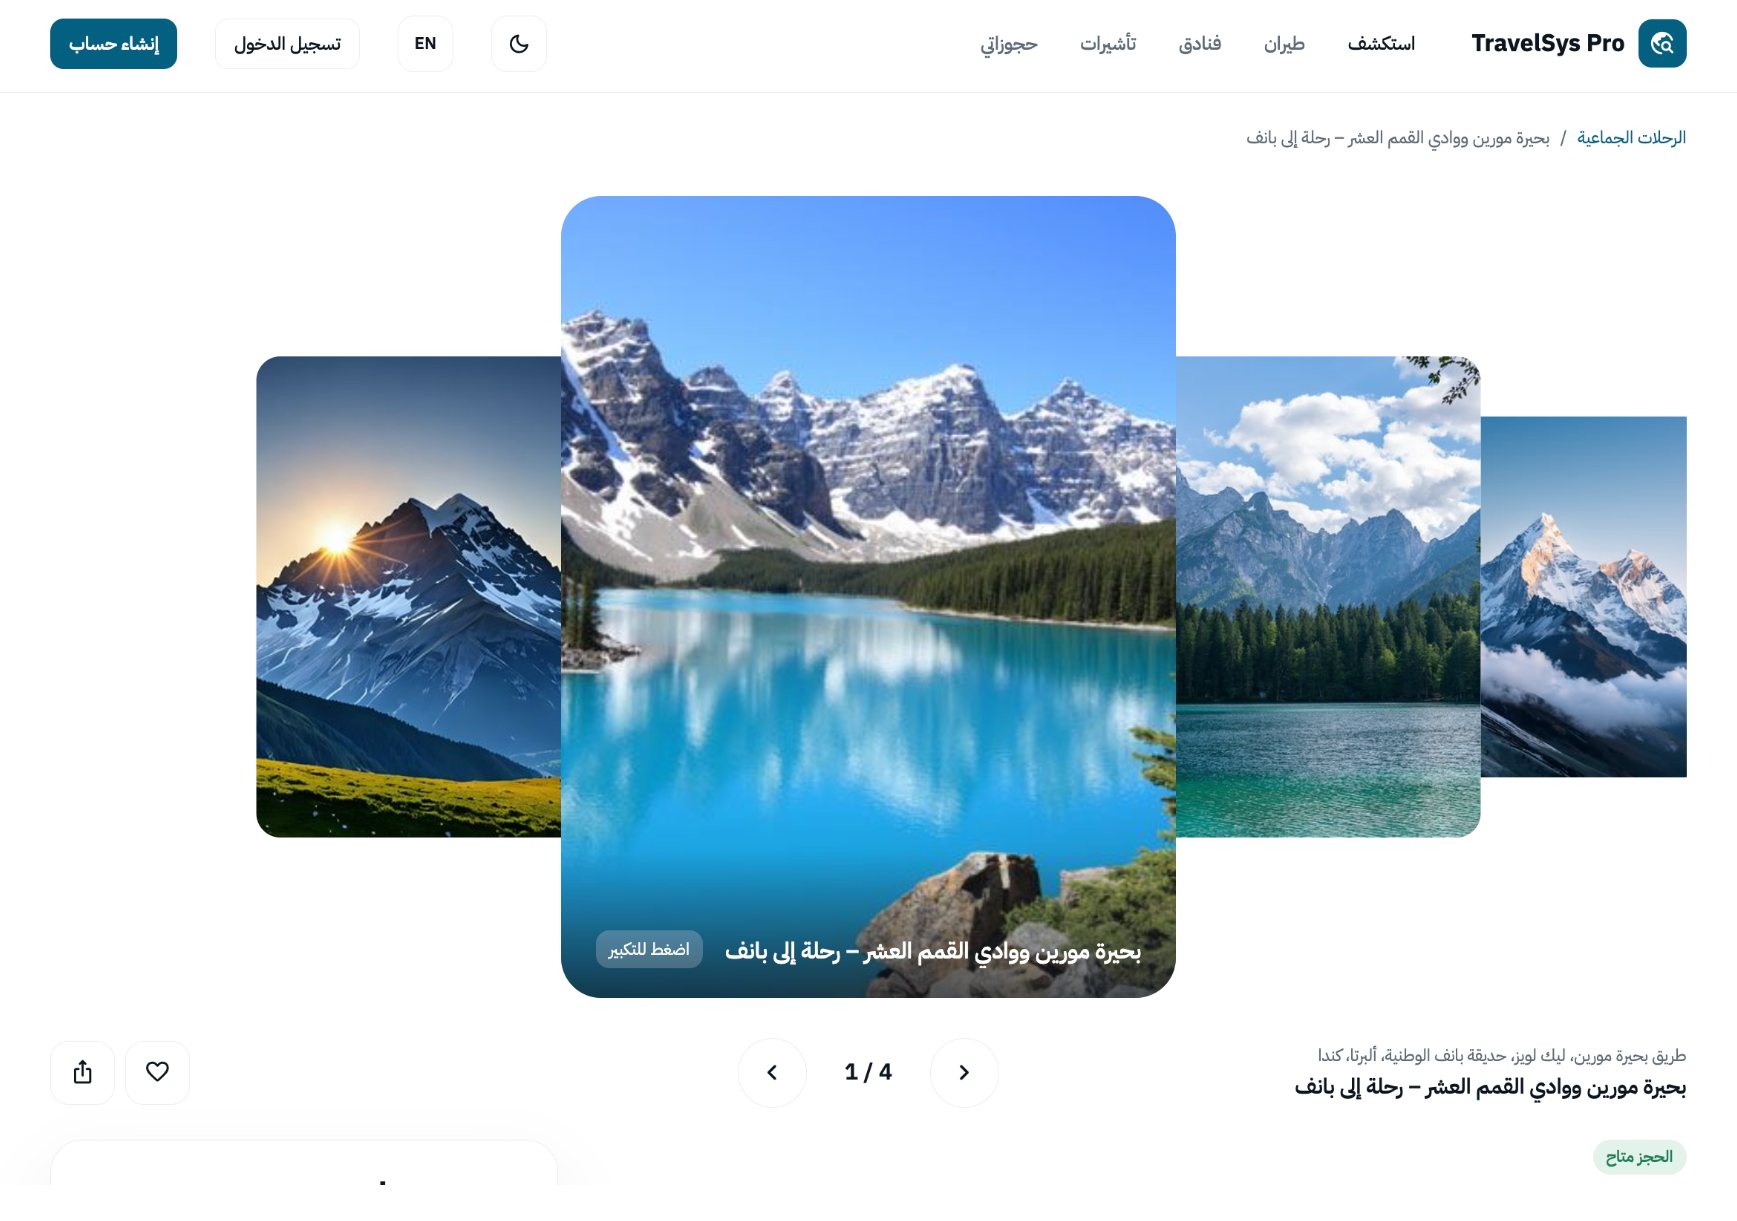 TravelSys Pro
استكشف
طيران
فنادق
تأشيرات
حجوزاتي
EN
تسجيل الدخول
إنشاء حساب
الرحلات الجماعية / بحيرة مورين ووادي القمم العشر – رحلة إلى بانف
بحيرة مورين ووادي القمم العشر – رحلة إلى بانف
اضغط للتكبير
طريق بحيرة مورين، ليك لويز، حديقة بانف الوطنية، ألبرتا، كندا
بحيرة مورين ووادي القمم العشر – رحلة إلى بانف
1 / 4
الحجز متاح